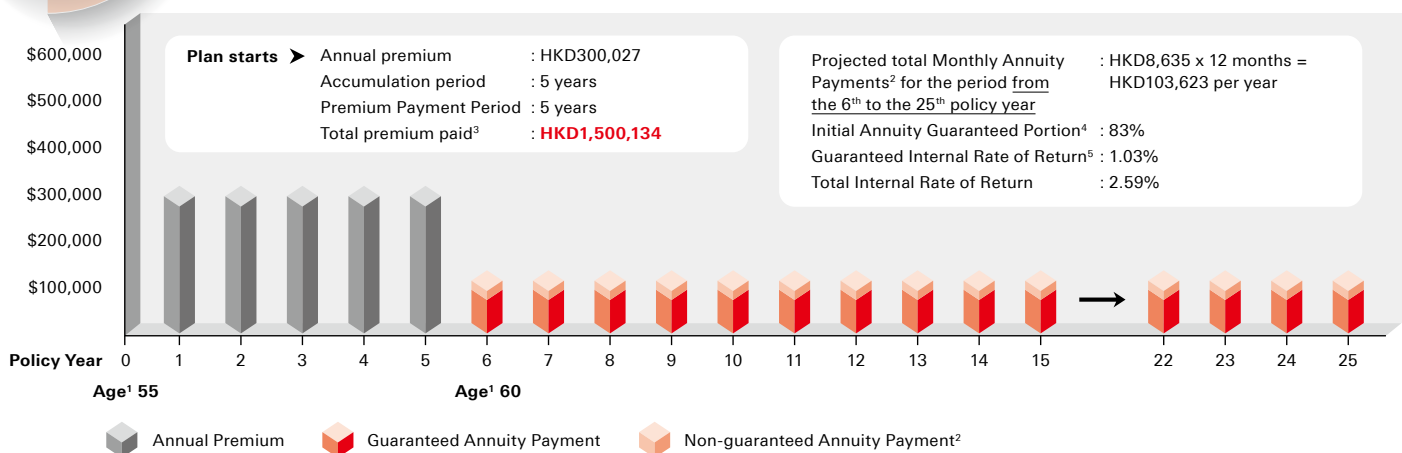 $600,000
$500,000
$400,000
$300,000
$200,000
$100,000
Plan starts ➤ Annual premium : HKD300,027
Accumulation period : 5 years
Premium Payment Period : 5 years
Total premium paid³ : HKD1,500,134
Projected total Monthly Annuity : HKD8,635 x 12 months =
Payments² for the period from HKD103,623 per year
the 6th to the 25th policy year
Initial Annuity Guaranteed Portion⁴ : 83%
Guaranteed Internal Rate of Return⁵ : 1.03%
Total Internal Rate of Return : 2.59%
Policy Year 0 1 2 3 4 5 6 7 8 9 10 11 12 13 14 15 22 23 24 25
Age¹ 55 Age¹ 60
Annual Premium Guaranteed Annuity Payment Non-guaranteed Annuity Payment²